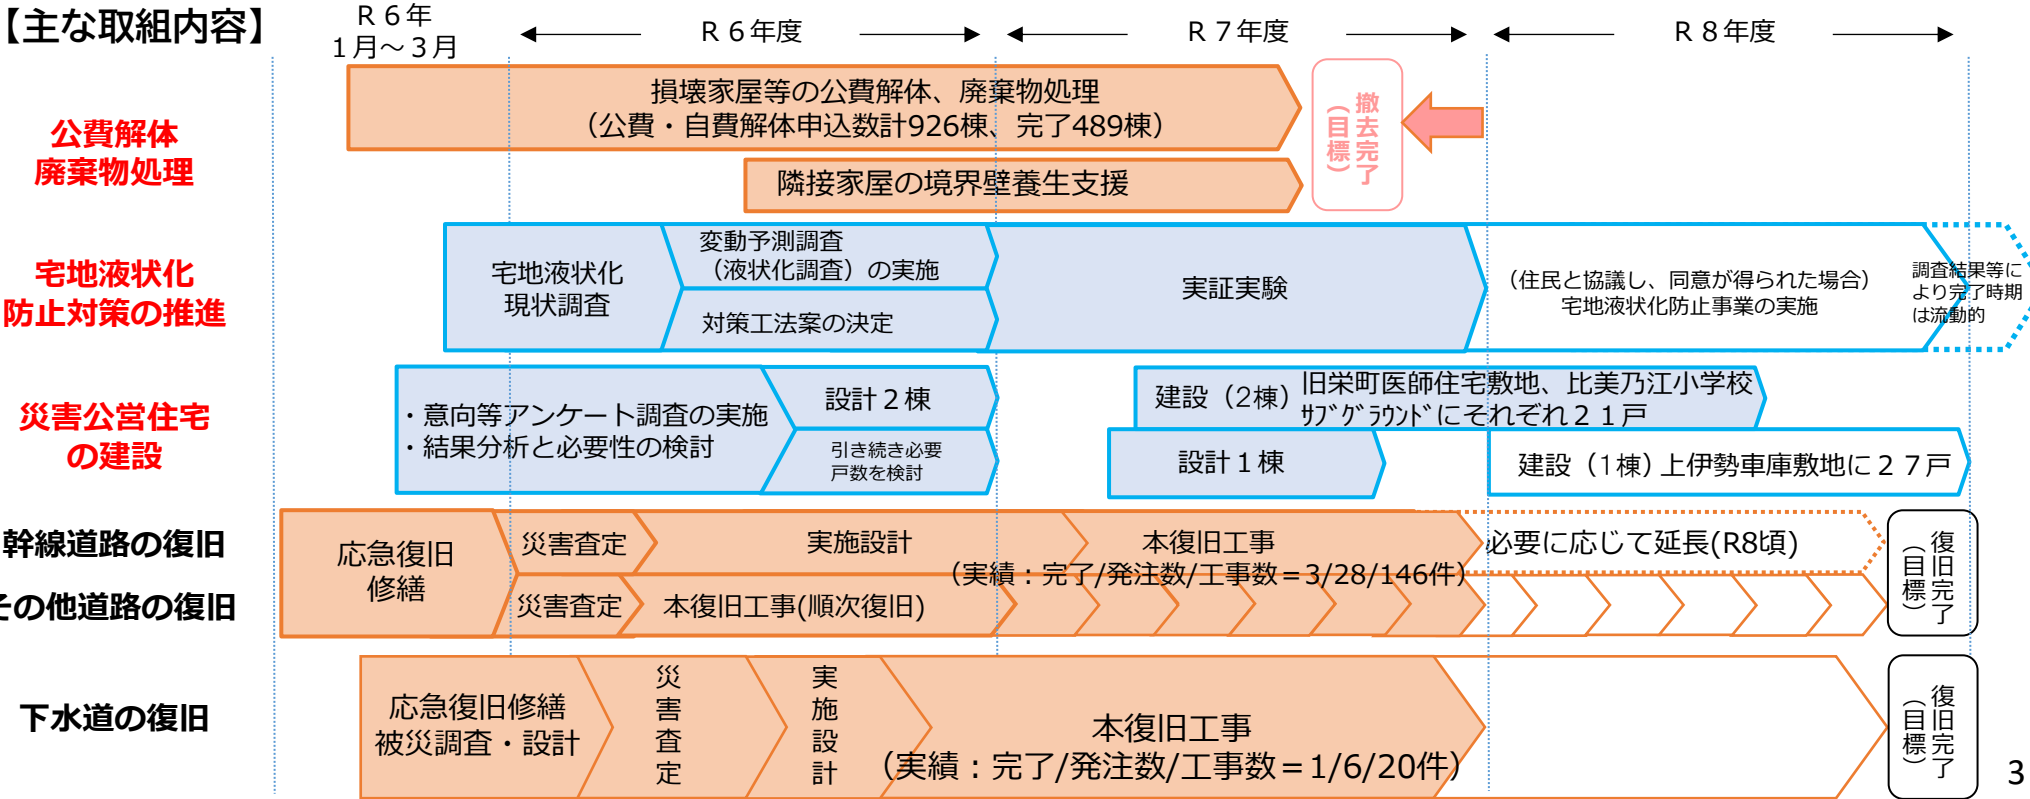 【主な取組内容】
R６年
１月～３月
R６年度
R７年度
R８年度
公費解体
廃棄物処理
損壊家屋等の公費解体、廃棄物処理
（公費・自費解体申込数計926棟、完了489棟）
隣接家屋の境界壁養生支援
撤去完了
（目標）
宅地液状化
防止対策の推進
宅地液状化
現状調査
変動予測調査
（液状化調査）の実施
対策工法案の決定
実証実験
（住民と協議し、同意が得られた場合）
宅地液状化防止事業の実施
調査結果等に
より完了時期
は流動的
災害公営住宅
の建設
・意向等アンケート調査の実施
・結果分析と必要性の検討
設計２棟
引き続き必要
戸数を検討
建設（2棟）旧栄町医師住宅敷地、比美乃江小学校
ｻﾌﾞｸﾞﾗｳﾝﾄﾞにそれぞれ２１戸
設計１棟
建設（1棟）上伊勢車庫敷地に２７戸
幹線道路の復旧
その他道路の復旧
応急復旧
修繕
災害査定
実施設計
本復旧工事
（実績：完了/発注数/工事数＝3/28/146件）
必要に応じて延長(R8頃)
災害査定
本復旧工事(順次復旧)
復旧完了
（目標）
下水道の復旧
応急復旧修繕
被災調査・設計
災害査定
実施設計
本復旧工事
（実績：完了/発注数/工事数＝1/6/20件）
復旧完了
（目標）
3